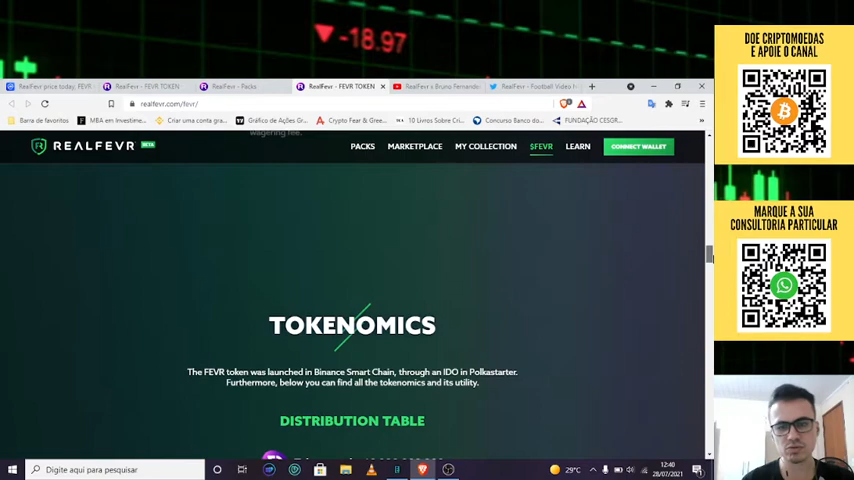 -18.97
DOE CRIPTOMOEDAS
E APOIE O CANAL
RealFevr price today, FEVR
RealFevr - FEVR TOKEN
RealFevr - Packs
RealFevr - FEVR TOKEN
RealFevr x Bruno Fernandes
RealFevr - Football Video
realfevr.com/fevr/
Barra de favoritos
MBA em Investime...
Criar uma conta gra...
Gráfico de Ações Gr...
Crypto Fear & Gree...
10 Livros Sobre Cri...
Concurso Banco do...
FUNDAÇÃO CESGR...
wagering fee.
REALFEVR BETA
PACKS
MARKETPLACE
MY COLLECTION
$FEVR
LEARN
CONNECT WALLET
TOKENOMICS
The FEVR token was launched in Binance Smart Chain, through an IDO in Polkastarter.
Furthermore, below you can find all the tokenomics and its utility.
DISTRIBUTION TABLE
MARQUE A SUA
CONSULTORIA PARTICULAR
Digite aqui para pesquisar
29°C
12:40
28/07/2021